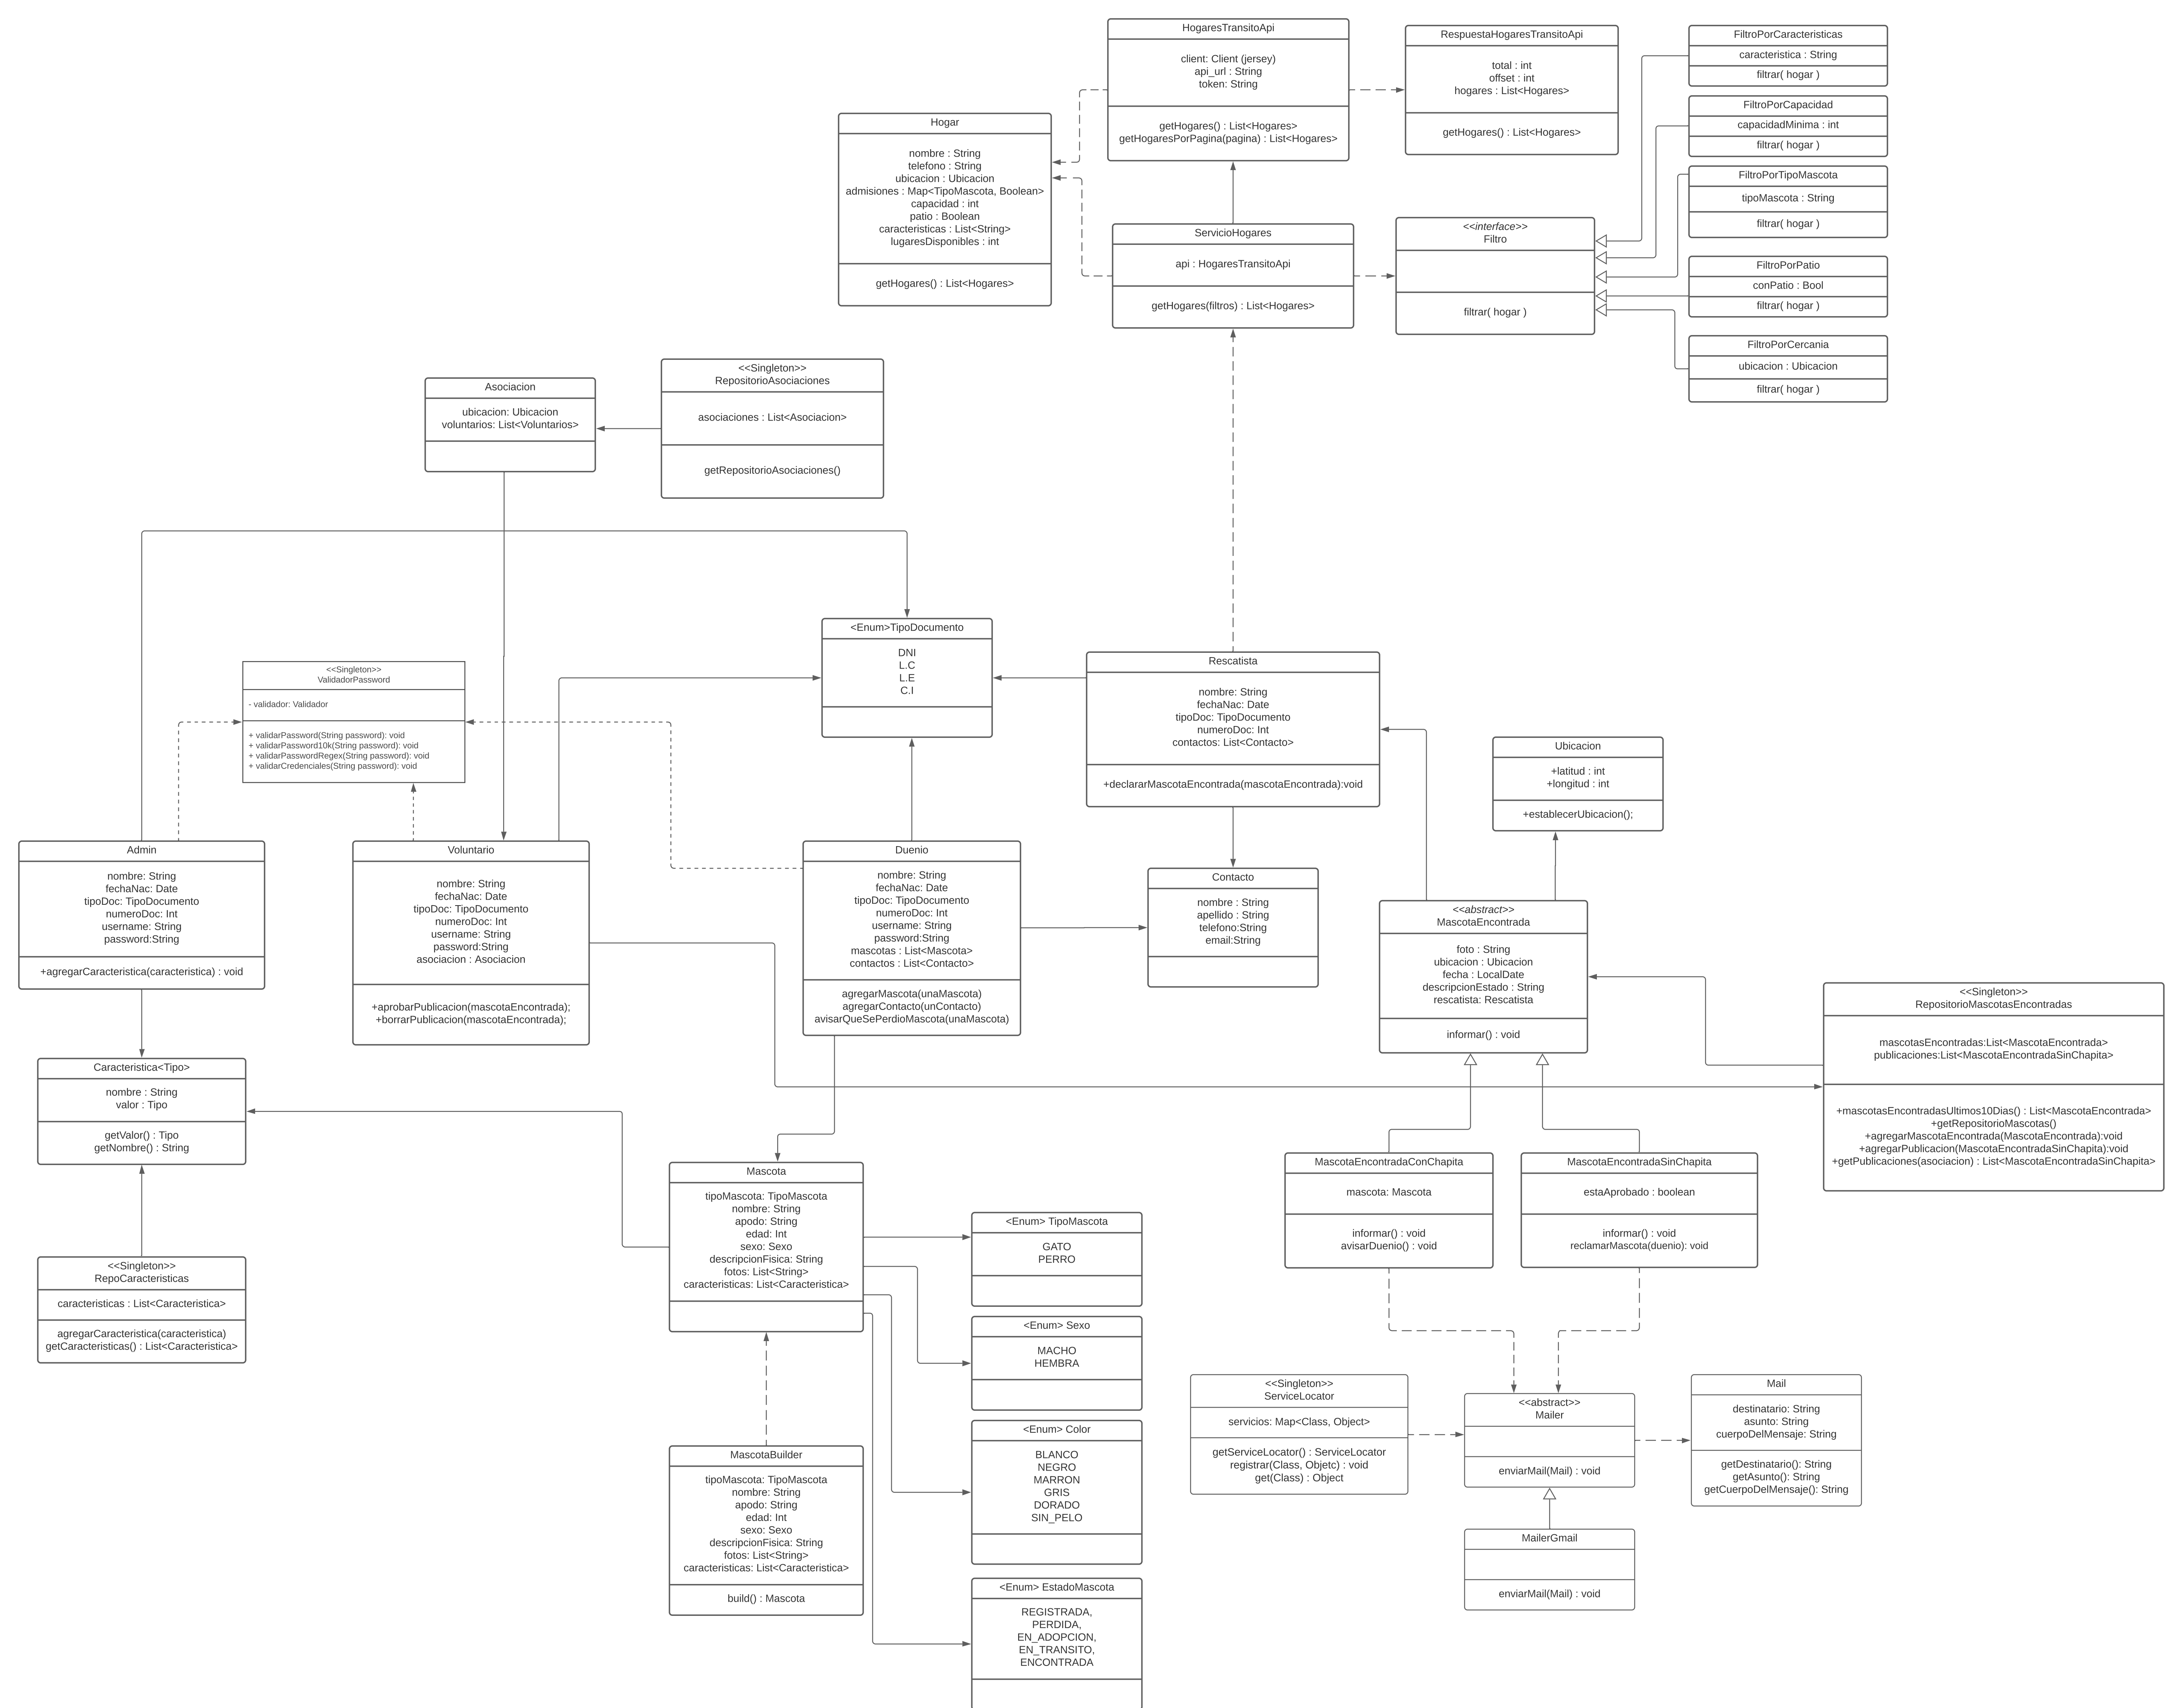 HogaresTransitoApi
client: Client (jersey)
api_url : String
token: String
getHogares() : List<Hogares>
getHogaresPorPagina(pagina) : List<Hogares>
RespuestaHogaresTransitoApi
total : int
offset : int
hogares : List<Hogares>
getHogares() : List<Hogares>
FiltroPorCaracteristicas
caracteristica : String
filtrar( hogar )
FiltroPorCapacidad
capacidadMinima : int
filtrar( hogar )
FiltroPorTipoMascota
tipoMascota : String
filtrar( hogar )
FiltroPorPatio
conPatio : Bool
filtrar( hogar )
FiltroPorCercania
ubicacion : Ubicacion
filtrar( hogar )
Hogar
nombre : String
telefono : String
ubicacion : Ubicacion
admisiones : Map<TipoMascota, Boolean>
capacidad : int
patio : Boolean
caracteristicas : List<String>
lugaresDisponibles : int
getHogares() : List<Hogares>
ServicioHogares
api : HogaresTransitoApi
getHogares(filtros) : List<Hogares>
<<interface>>
Filtro
filtrar( hogar )
Asociacion
ubicacion: Ubicacion
voluntarios: List<Voluntarios>
<<Singleton>>
RepositorioAsociaciones
asociaciones : List<Asociacion>
getRepositorioAsociaciones()
<Enum>TipoDocumento
DNI
L.C
L.E
C.I
<<Singleton>>
ValidadorPassword
- validador: Validador
+ validarPassword(String password): void
+ validarPassword10k(String password): void
+ validarPasswordRegex(String password): void
+ validarCredenciales(String password): void
Rescatista
nombre: String
fechaNac: Date
tipoDoc: TipoDocumento
numeroDoc: Int
contactos: List<Contacto>
+declararMascotaEncontrada(mascotaEncontrada):void
Ubicacion
+latitud : int
+longitud : int
+establecerUbicacion();
Admin
nombre: String
fechaNac: Date
tipoDoc: TipoDocumento
numeroDoc: Int
username: String
password:String
+agregarCaracteristica(caracteristica) : void
Voluntario
nombre: String
fechaNac: Date
tipoDoc: TipoDocumento
numeroDoc: Int
username: String
password:String
asociacion : Asociacion
+aprobarPublicacion(mascotaEncontrada);
+borrarPublicacion(mascotaEncontrada);
Duenio
nombre: String
fechaNac: Date
tipoDoc: TipoDocumento
numeroDoc: Int
username: String
password:String
mascotas : List<Mascota>
contactos : List<Contacto>
agregarMascota(unaMascota)
agregarContacto(unContacto)
avisarQueSePerdioMascota(unaMascota)
Contacto
nombre : String
apellido : String
telefono:String
email:String
<<abstract>>
MascotaEncontrada
foto : String
ubicacion : Ubicacion
fecha : LocalDate
descripcionEstado : String
rescatista: Rescatista
informar() : void
<<Singleton>>
RepositorioMascotasEncontradas
mascotasEncontradas:List<MascotaEncontrada>
publicaciones:List<MascotaEncontradaSinChapita>
+mascotasEncontradasUltimos10Dias() : List<MascotaEncontrada>
+getRepositorioMascotas()
+agregarMascotaEncontrada(MascotaEncontrada):void
+agregarPublicacion(MascotaEncontradaSinChapita):void
+getPublicaciones(asociacion) : List<MascotaEncontradaSinChapita>
Caracteristica<Tipo>
nombre : String
valor : Tipo
getValor() : Tipo
getNombre() : String
Mascota
tipoMascota: TipoMascota
nombre: String
apodo: String
edad: Int
sexo: Sexo
descripcionFisica: String
fotos: List<String>
caracteristicas: List<Caracteristica>
MascotaEncontradaConChapita
mascota: Mascota
informar() : void
avisarDuenio() : void
MascotaEncontradaSinChapita
estaAprobado : boolean
informar() : void
reclamarMascota(duenio): void
<Enum> TipoMascota
GATO
PERRO
<<Singleton>>
RepoCaracteristicas
caracteristicas : List<Caracteristica>
agregarCaracteristica(caracteristica)
getCaracteristicas() : List<Caracteristica>
<Enum> Sexo
MACHO
HEMBRA
<<Singleton>>
ServiceLocator
servicios: Map<Class, Object>
getServiceLocator() : ServiceLocator
registrar(Class, Objetc) : void
get(Class) : Object
<<abstract>>
Mailer
enviarMail(Mail) : void
Mail
destinatario: String
asunto: String
cuerpoDelMensaje: String
getDestinatario(): String
getAsunto(): String
getCuerpoDelMensaje(): String
<Enum> Color
BLANCO
NEGRO
MARRON
GRIS
DORADO
SIN_PELO
MascotaBuilder
tipoMascota: TipoMascota
nombre: String
apodo: String
edad: Int
sexo: Sexo
descripcionFisica: String
fotos: List<String>
caracteristicas: List<Caracteristica>
build() : Mascota
MailerGmail
enviarMail(Mail) : void
<Enum> EstadoMascota
REGISTRADA,
PERDIDA,
EN_ADOPCION,
EN_TRANSITO,
ENCONTRADA